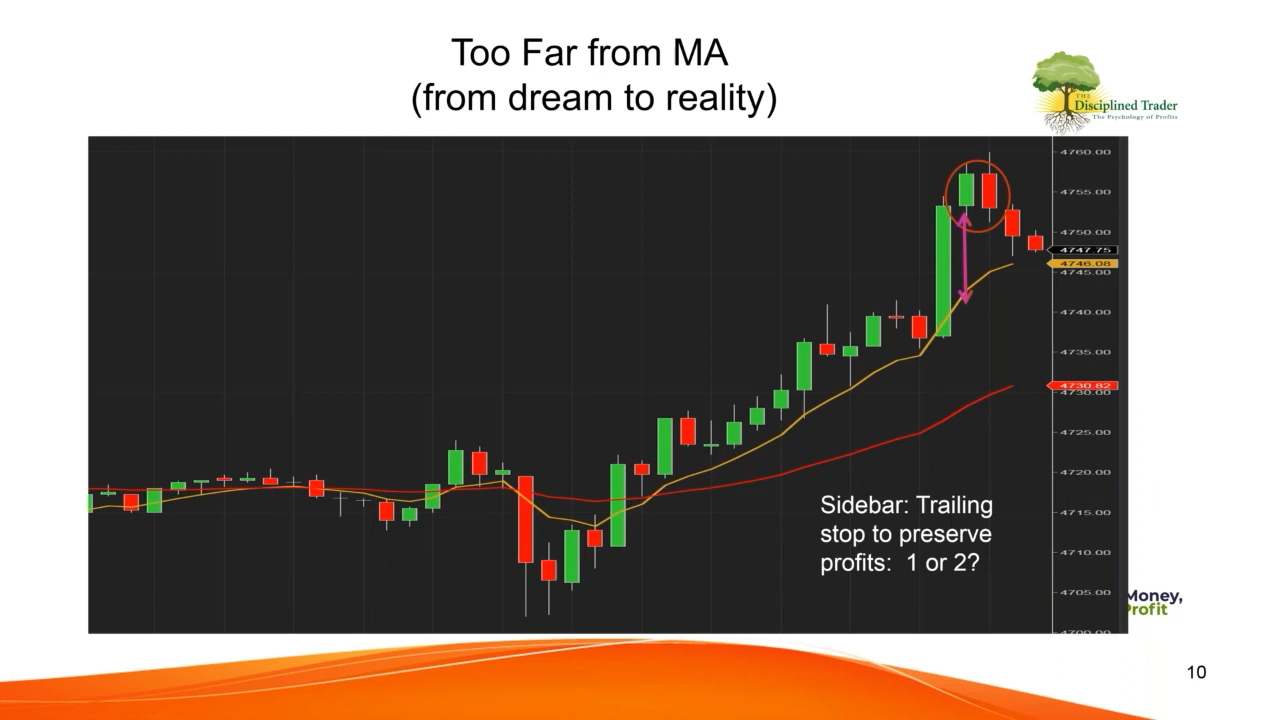 Too Far from MA
(from dream to reality)
THE
Disciplined Trader
The Psychology of Profits
4760.00
4755.00
4750.00
4747.75
4746.08
4745.00
4740.00
4735.00
4730.82
4730.00
4725.00
4720.00
4715.00
4710.00
4705.00
4700.00
Sidebar: Trailing
stop to preserve
profits: 1 or 2?
Money,
Profit
10